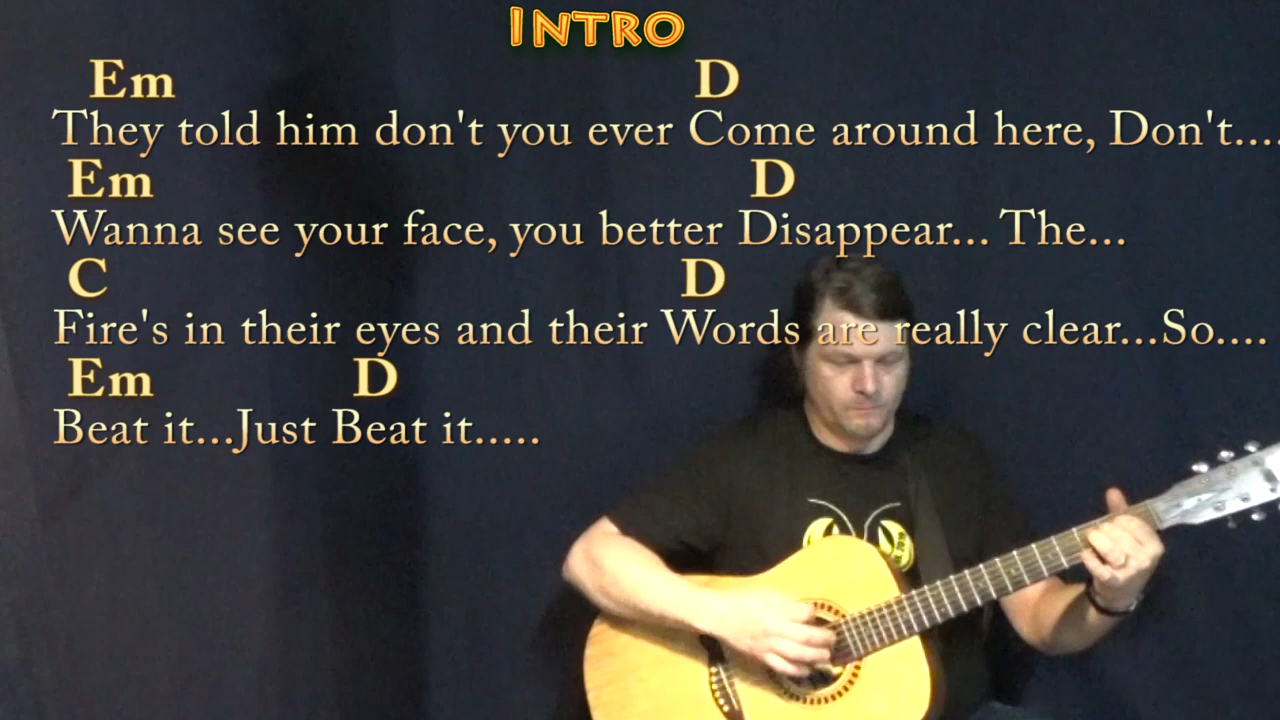 Intro
Em D
They told him don't you ever Come around here, Don't....
Em D
Wanna see your face, you better Disappear... The...
C D
Fire's in their eyes and their Words are really clear...So....
Em D
Beat it...Just Beat it.....